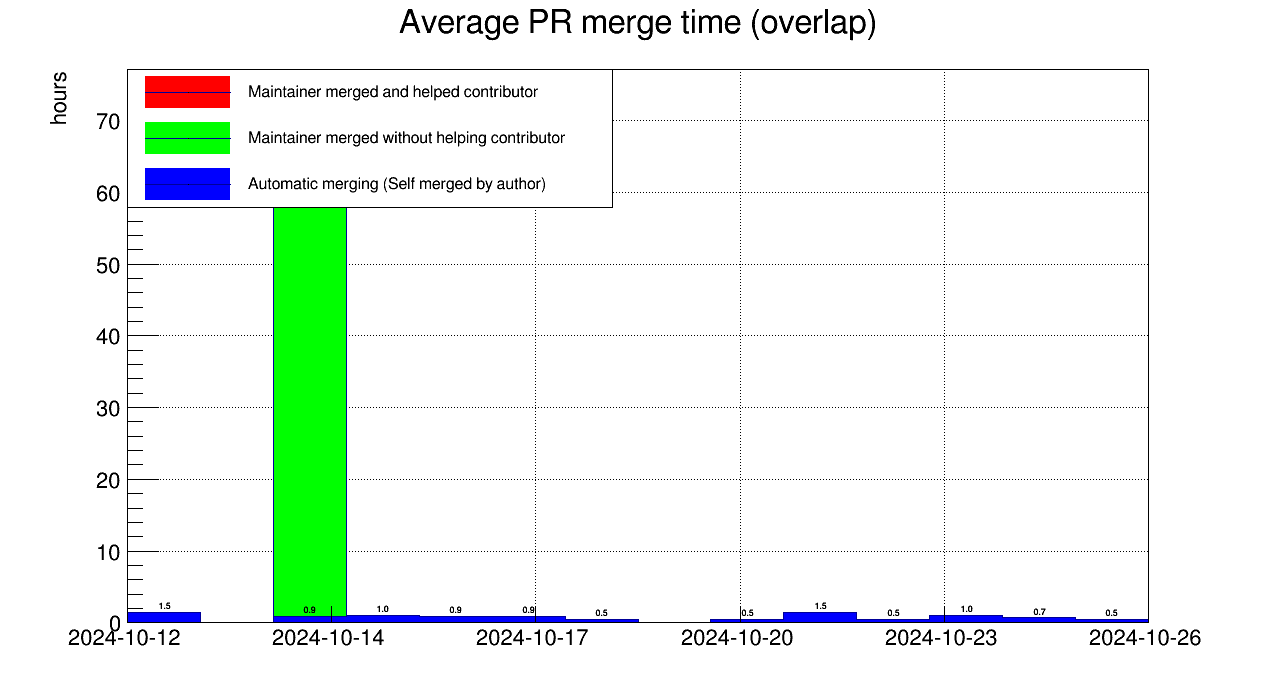 Average PR merge time (overlap)
hours
Maintainer merged and helped contributor
Maintainer merged without helping contributor
Automatic merging (Self merged by author)
70
60
50
40
30
20
10
0
1.5 0.9 1.0 0.9 0.9 0.5 0.5 1.5 0.5 1.0 0.7 0.5
2024-10-12 2024-10-14 2024-10-17 2024-10-20 2024-10-23 2024-10-26